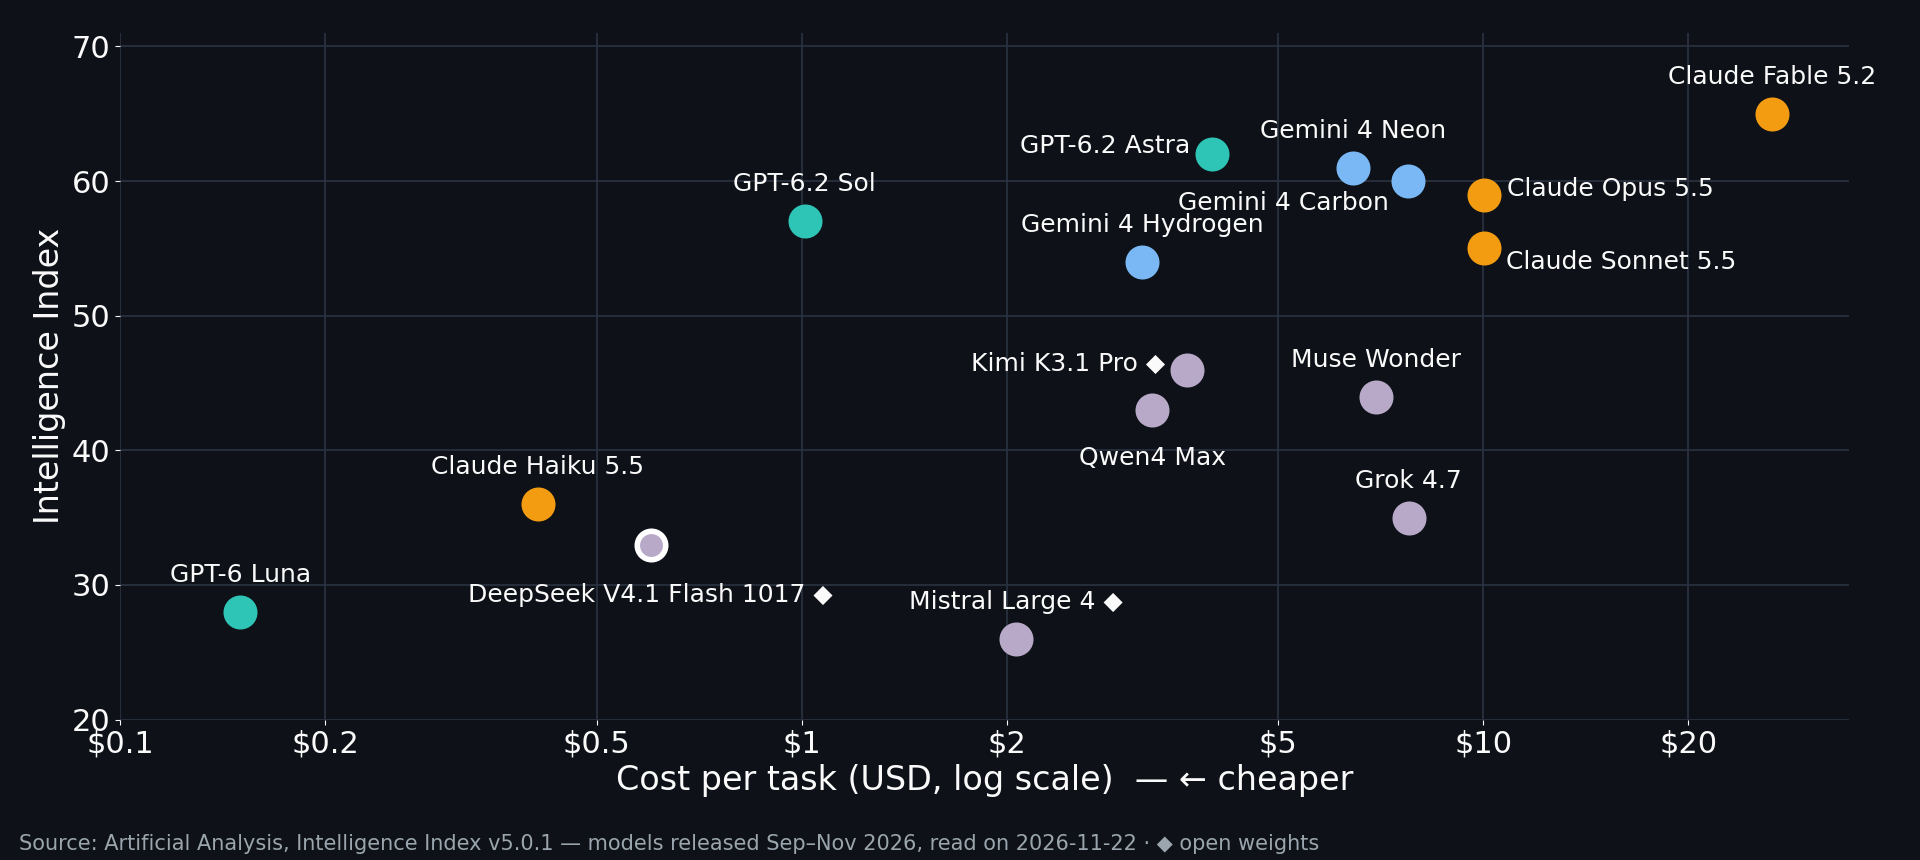 70
Claude Fable 5.2
Gemini 4 Neon
GPT-6.2 Astra
GPT-6.2 Sol
60
Claude Opus 5.5
Gemini 4 Carbon
Gemini 4 Hydrogen
Claude Sonnet 5.5
50
Kimi K3.1 Pro ◆
Muse Wonder
Intelligence Index
40
Qwen4 Max
Claude Haiku 5.5
Grok 4.7
GPT-6 Luna
30
DeepSeek V4.1 Flash 1017 ◆
Mistral Large 4 ◆
20
$0.1 $0.2 $0.5 $1 $2 $5 $10 $20
Cost per task (USD, log scale) — ← cheaper
Source: Artificial Analysis, Intelligence Index v5.0.1 — models released Sep–Nov 2026, read on 2026-11-22 · ◆ open weights